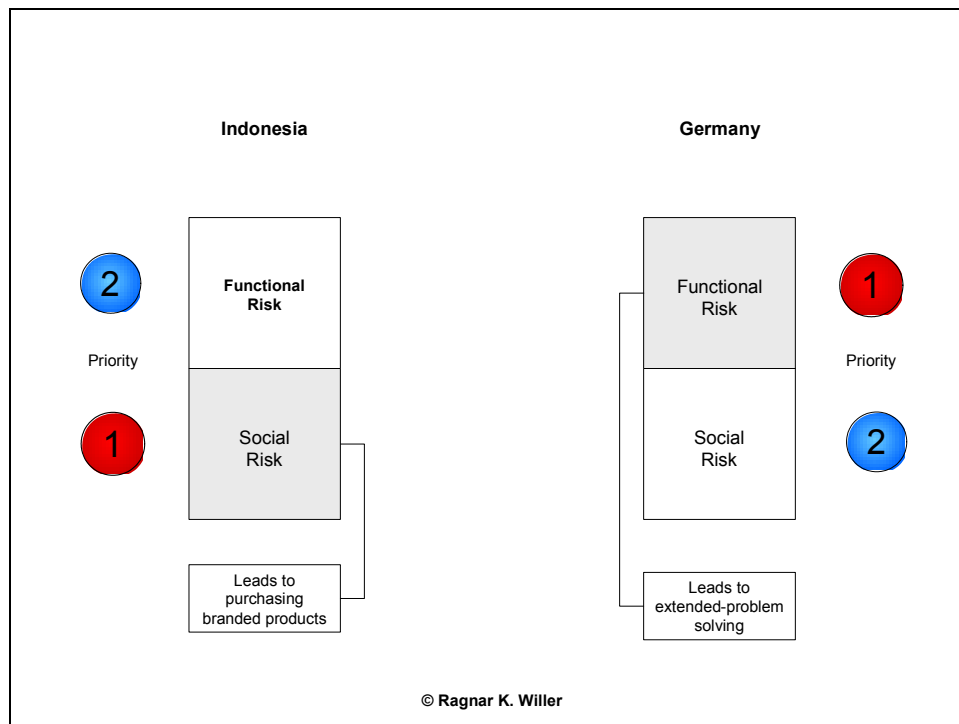 Indonesia
Germany
2
Functional
Risk
Functional
Risk
1
Priority
Priority
1
Social
Risk
Social
Risk
2
Leads to
purchasing
branded products
Leads to
extended-problem
solving
© Ragnar K. Willer